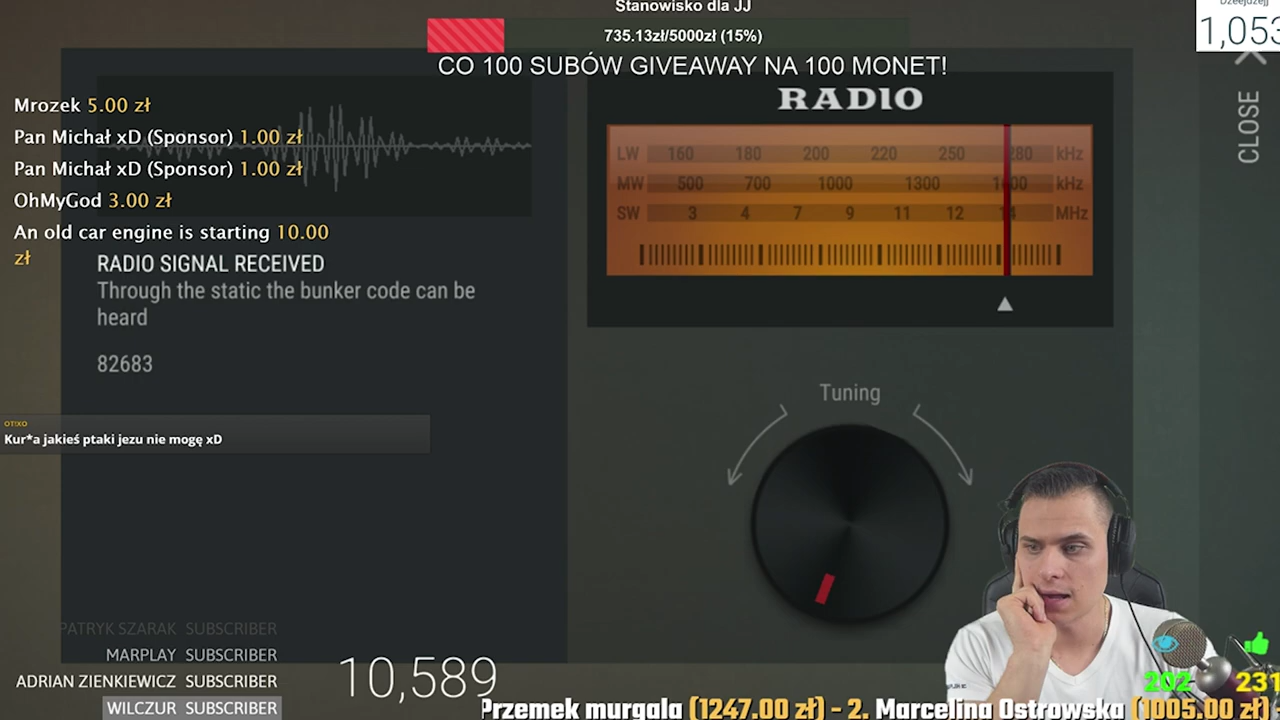 Stanowisko dla JJ
735.13zł/5000zł (15%)
CO 100 SUBÓW GIVEAWAY NA 100 MONET!
Dzeejdzejj
1,053
CLOSE
Mrozek 5.00 zł
Pan Michał xD (Sponsor) 1.00 zł
Pan Michał xD (Sponsor) 1.00 zł
OhMyGod 3.00 zł
An old car engine is starting 10.00
zł
RADIO SIGNAL RECEIVED
Through the static the bunker code can be
heard
82683
RADIO
LW 160 180 200 220 250 280 kHz
MW 500 700 1000 1300 1600 kHz
SW 3 4 7 9 11 12 14 MHz
Tuning
OTIXO
Kur*a jakieś ptaki jezu nie mogę xD
PATRYK SZARAK SUBSCRIBER
MARPLAY SUBSCRIBER
ADRIAN ZIENKIEWICZ SUBSCRIBER
WILCZUR SUBSCRIBER
10,589
202
231
Przemek murgala (1247.00 zł) - 2. Marcelina Ostrowska (1005.00 zł)